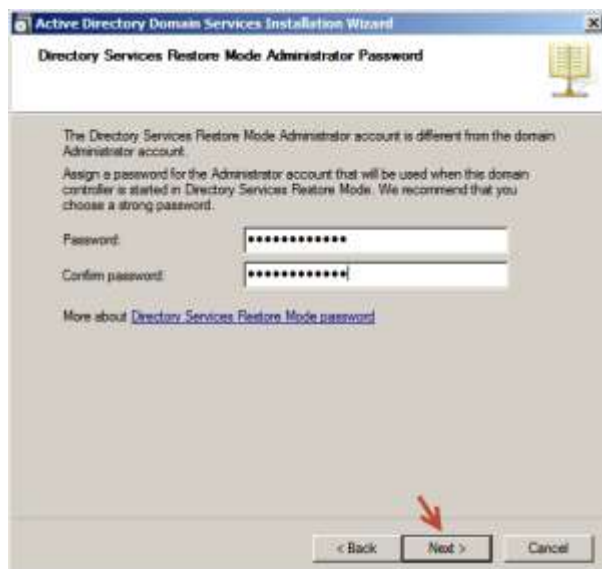 Active Directory Domain Services Installation Wizard
Directory Services Restore Mode Administrator Password
The Directory Services Restore Mode Administrator account is different from the domain
Administrator account.
Assign a password for the Administrator account that will be used when this domain
controller is started in Directory Services Restore Mode. We recommend that you
choose a strong password.
Password:
••••••••••••
Confirm password:
••••••••••••
More about Directory Services Restore Mode password
< Back
Next >
Cancel